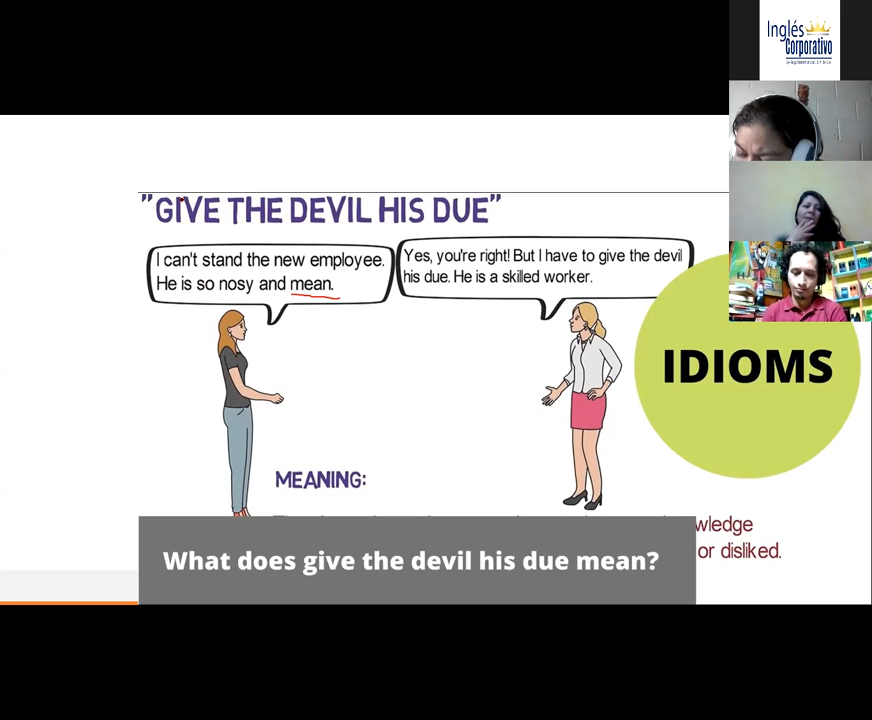 Inglés
Corporativo
"GIVE THE DEVIL HIS DUE"
I can't stand the new employee.
He is so nosy and mean.
Yes, you're right! But I have to give the devil
his due. He is a skilled worker.
IDIOMS
MEANING:
wledge
or disliked.
What does give the devil his due mean?